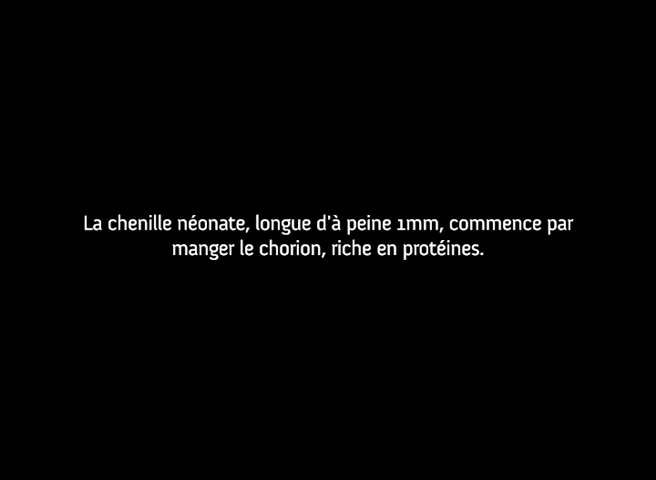 La chenille néonate, longue d'à peine 1mm, commence par
manger le chorion, riche en protéines.